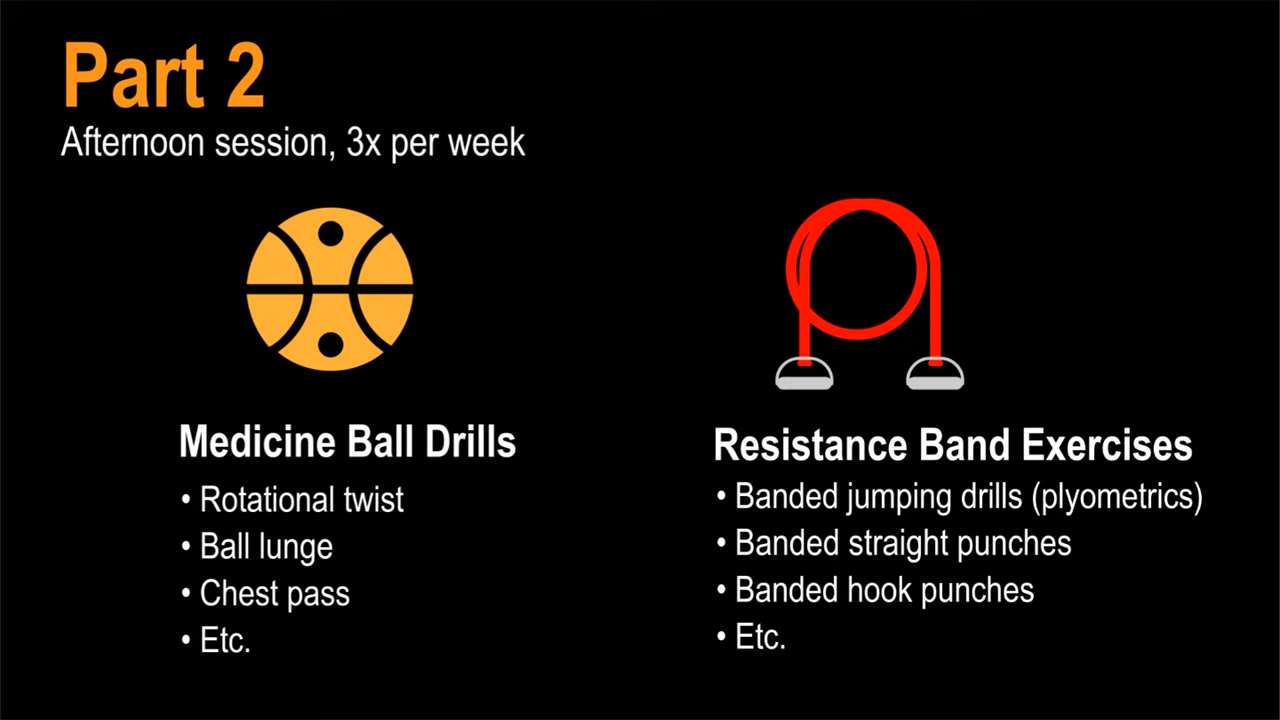 Part 2
Afternoon session, 3x per week
Medicine Ball Drills
• Rotational twist
• Ball lunge
• Chest pass
• Etc.
Resistance Band Exercises
• Banded jumping drills (plyometrics)
• Banded straight punches
• Banded hook punches
• Etc.